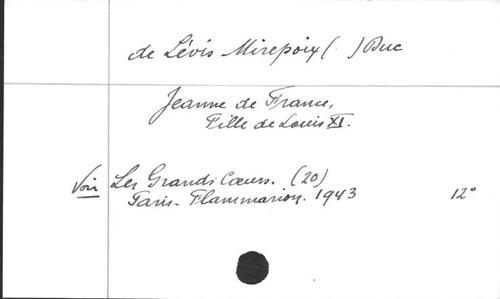 de Lévis Mirepoix ( ) Duc
Jeanne de France,
Fille de Louis XI.
Voir Les Grands Cœurs. (20)
Paris. Flammarion. 1943 12°